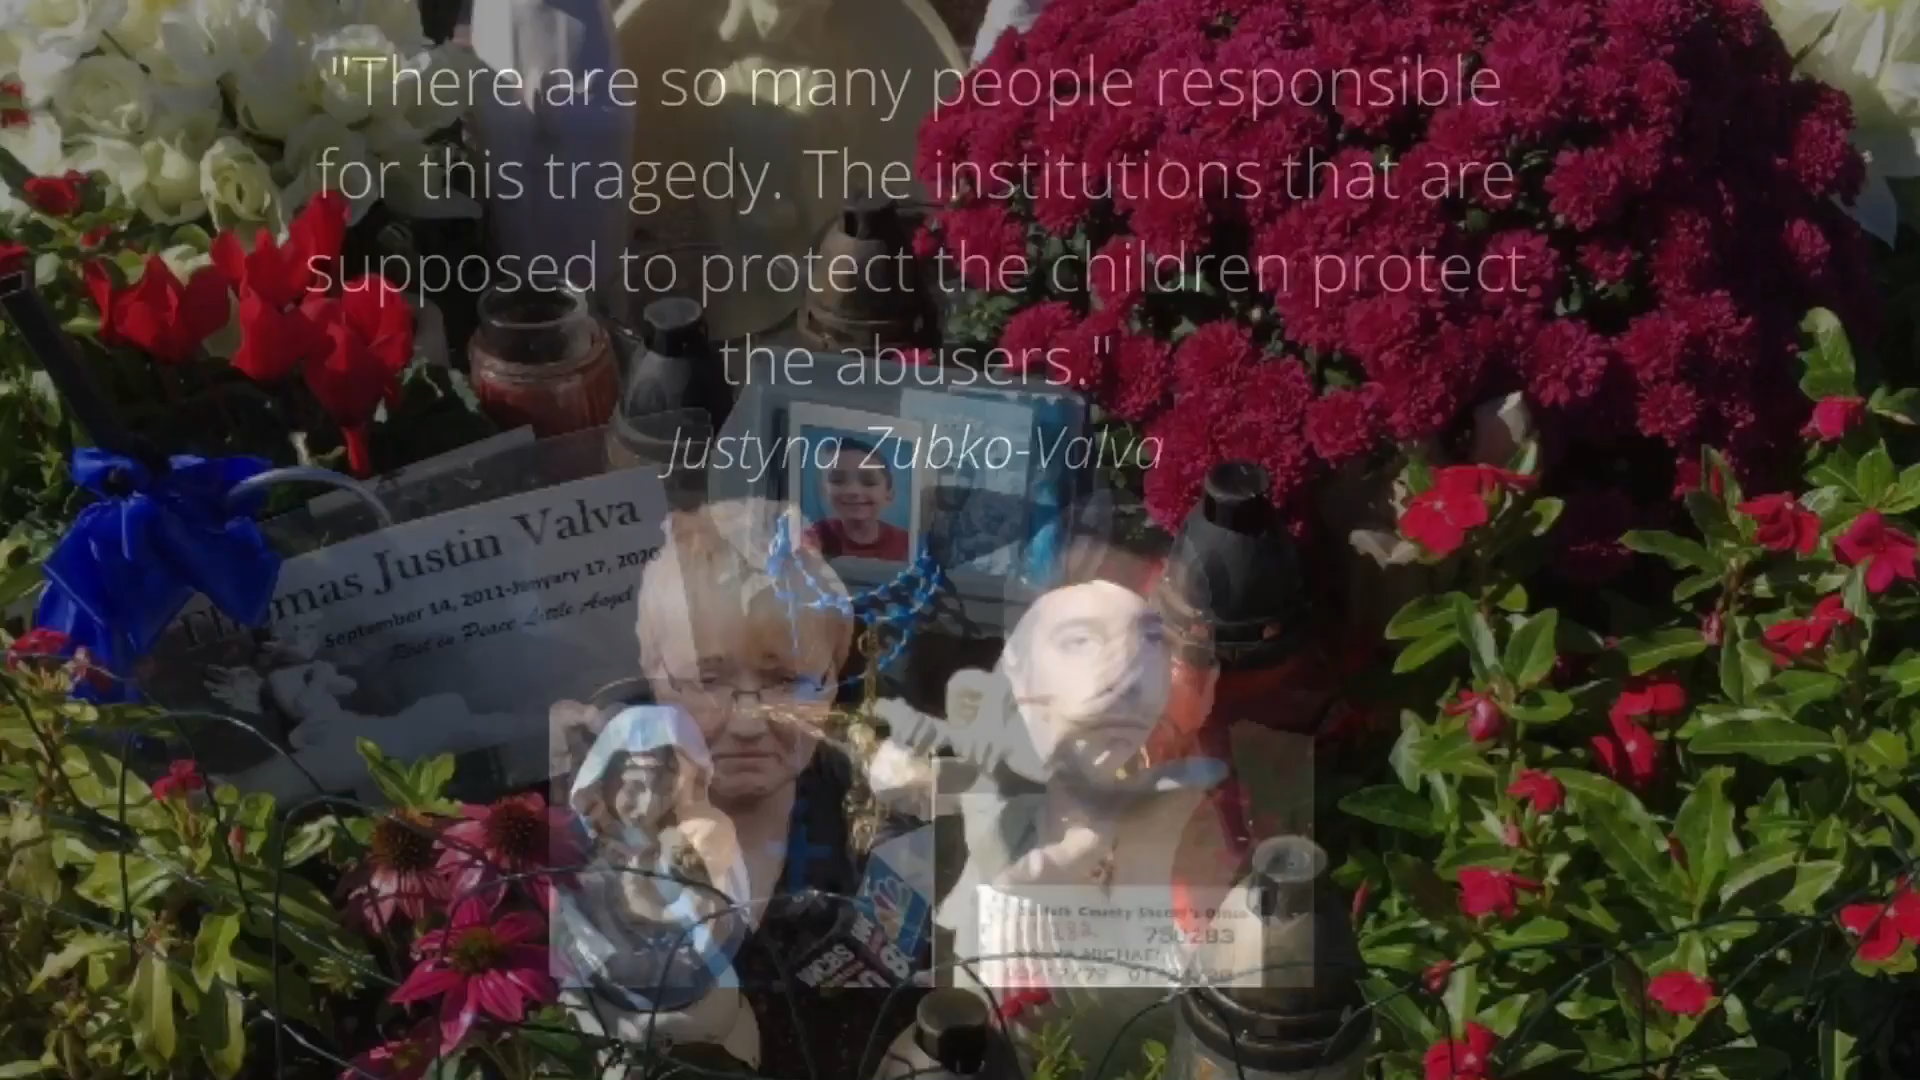 "There are so many people responsible
for this tragedy. The institutions that are
supposed to protect the children protect
the abusers."
Justyna Zubko-Valva
Thomas Justin Valva
September 14, 2011-January 17, 2020
Rest in Peace Little Angel
WCBS
Suffolk County Sheriff's Office
750283
MICHAEL